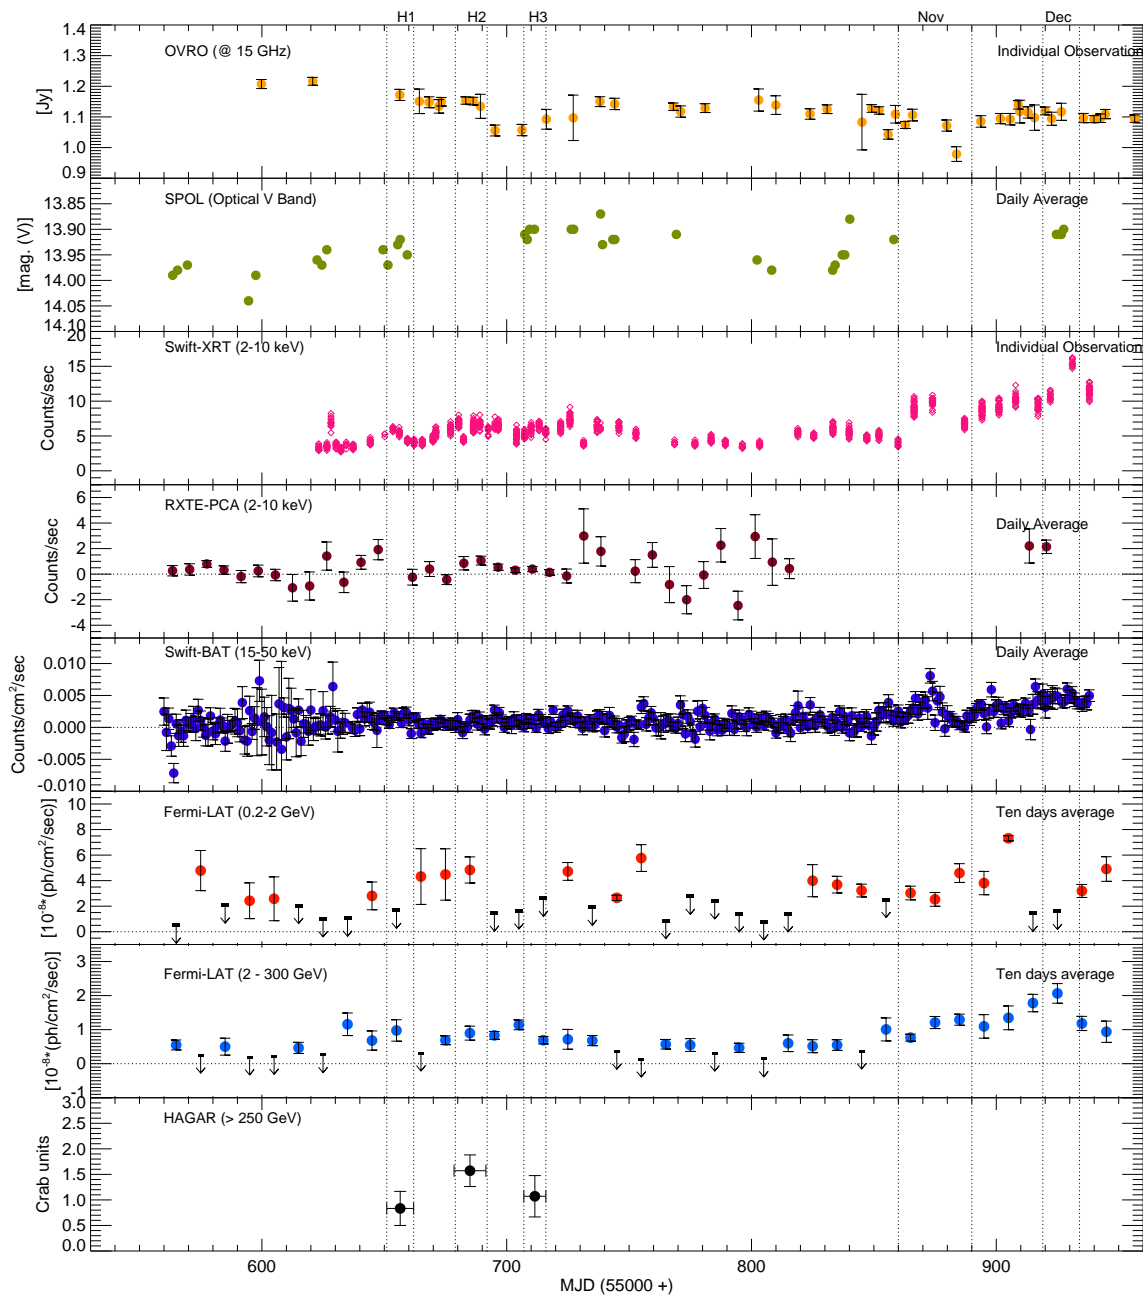 H1 H2 H3 Nov Dec
OVRO (@ 15 GHz) Individual Observation
[Jy]
1.4
1.3
1.2
1.1
1.0
0.9
SPOL (Optical V Band) Daily Average
[mag. (V)]
13.85
13.90
13.95
14.00
14.05
14.10
Swift-XRT (2-10 keV) Individual Observation
Counts/sec
20
15
10
5
0
RXTE-PCA (2-10 keV) Daily Average
Counts/sec
6
4
2
0
-2
-4
Swift-BAT (15-50 keV) Daily Average
Counts/cm²/sec
0.010
0.005
0.000
-0.005
-0.010
Fermi-LAT (0.2-2 GeV) Ten days average
[10⁻⁸*(ph/cm²/sec)]
10
8
6
4
2
0
Fermi-LAT (2 - 300 GeV) Ten days average
[10⁻⁸*(ph/cm²/sec)]
3
2
1
0
-1
HAGAR (> 250 GeV)
Crab units
3.0
2.5
2.0
1.5
1.0
0.5
0.0
600 700 800 900
MJD (55000 +)